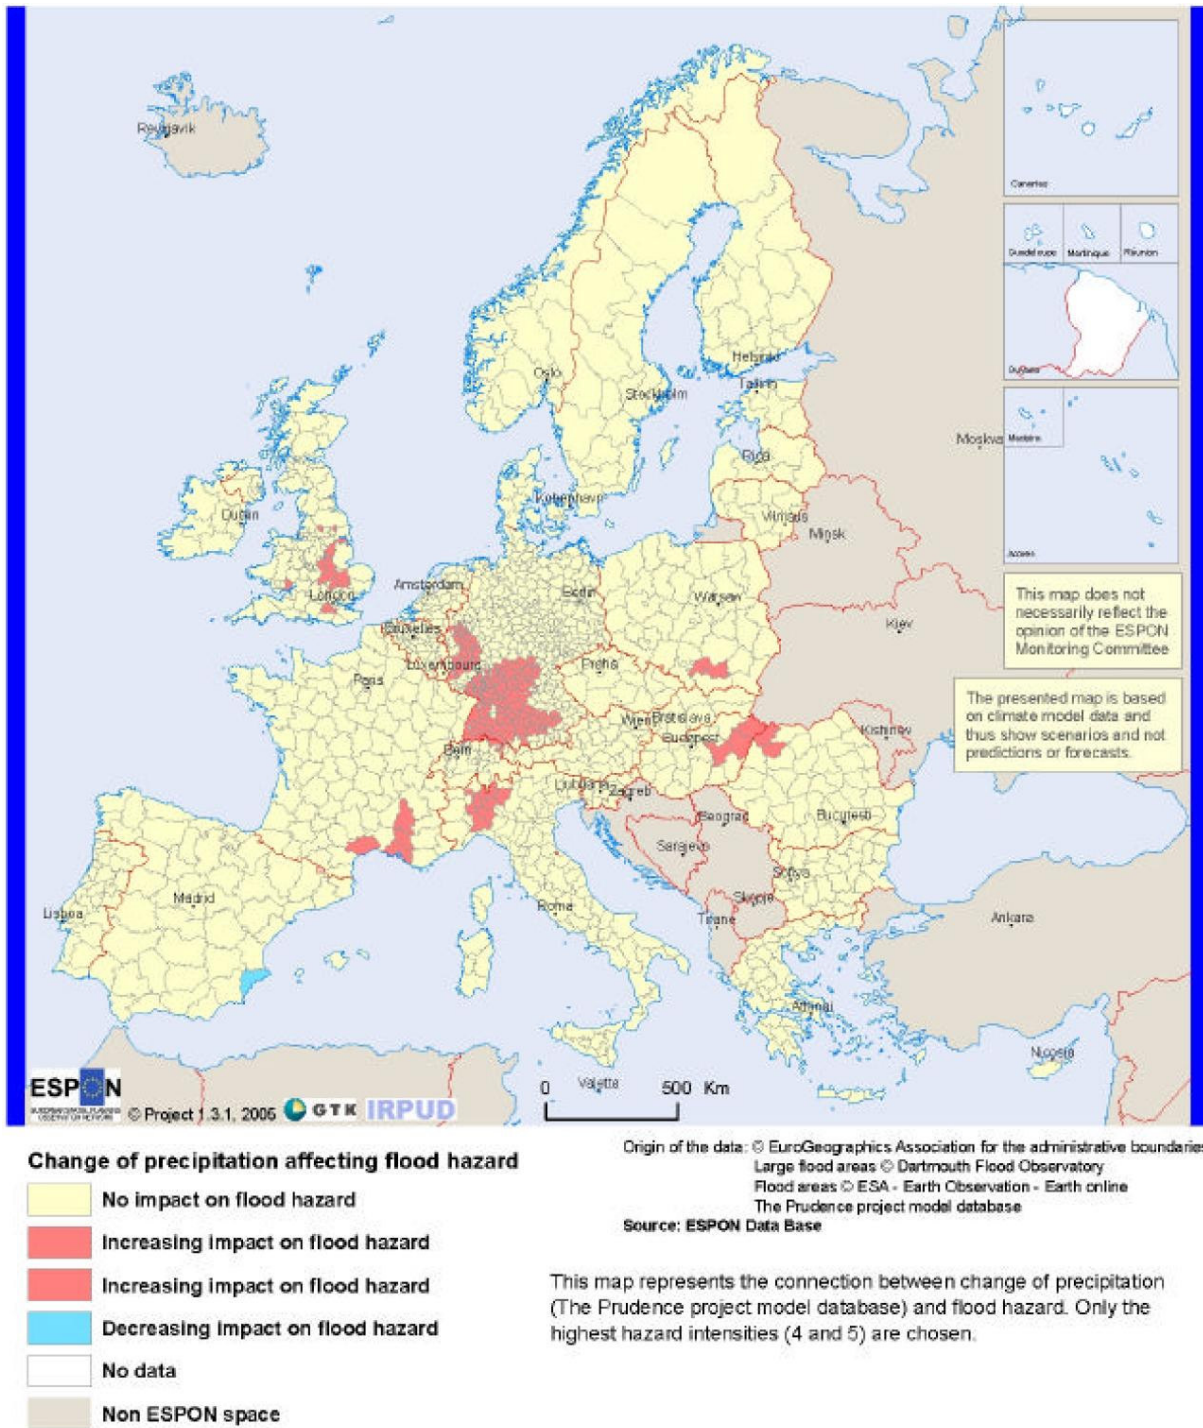 Reykjavik
Canarias
Guadeloupe
Martinique
Réunion
Guyane
Helsinki
Oslo
Tallinn
Stockholm
Moskva
Madeira
Riga
København
Vilnius
Dublin
Minsk
Acores
Amsterdam
London
Berlin
Warsaw
This map does not
necessarily reflect the
opinion of the ESPON
Monitoring Committee
Kiev
Bruxelles
Luxembourg
Praha
Paris
The presented map is based
on climate model data and
thus show scenarios and not
predictions or forecasts.
Wien
Bratislava
Budapest
Kishinev
Bern
Ljubljana
Zagreb
Beograd
Bucuresti
Sarajevo
Sofiya
Madrid
Skopje
Lisboa
Roma
Tirane
Ankara
Athinai
Nicosia
Valetta
0 500 Km
ESPON
© Project 1.3.1, 2005 GTK IRPUD
Change of precipitation affecting flood hazard
No impact on flood hazard
Increasing impact on flood hazard
Increasing impact on flood hazard
Decreasing impact on flood hazard
No data
Non ESPON space
Origin of the data: © EuroGeographics Association for the administrative boundaries
Large flood areas © Dartmouth Flood Observatory
Flood areas © ESA - Earth Observation - Earth online
The Prudence project model database
Source: ESPON Data Base
This map represents the connection between change of precipitation
(The Prudence project model database) and flood hazard. Only the
highest hazard intensities (4 and 5) are chosen.